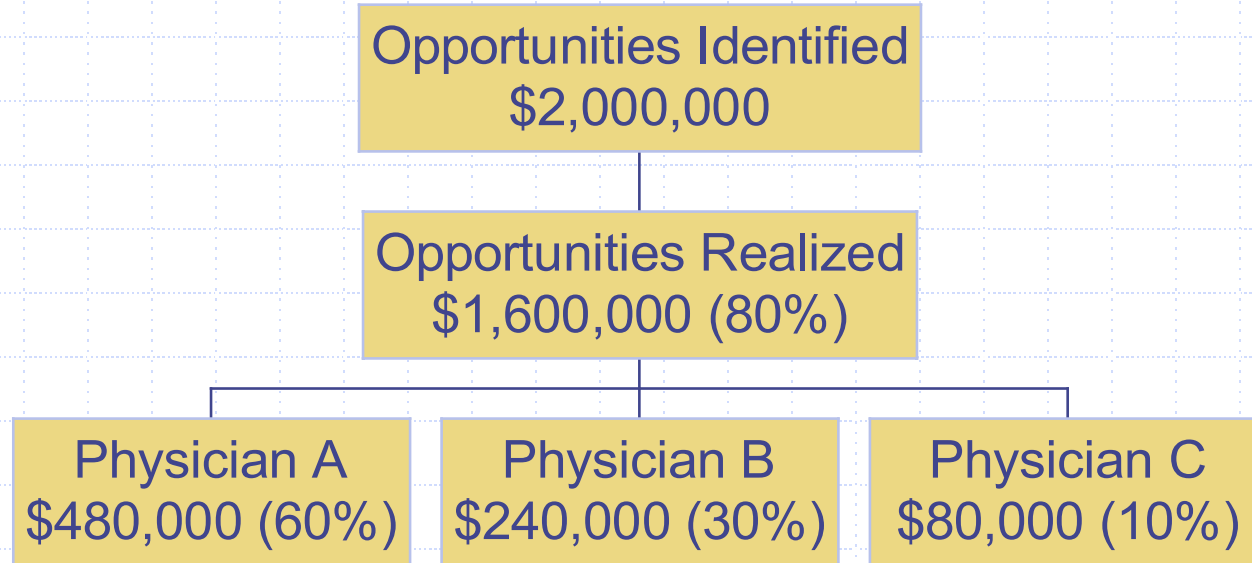 Opportunities Identified
$2,000,000
Opportunities Realized
$1,600,000 (80%)
Physician A
$480,000 (60%)
Physician B
$240,000 (30%)
Physician C
$80,000 (10%)